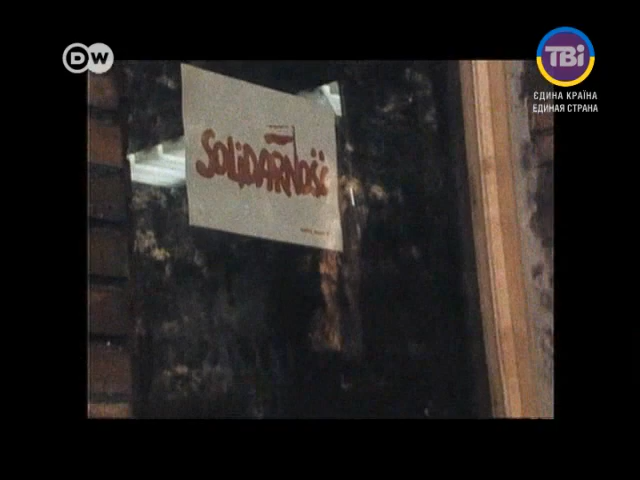 DW
ТВі
ЄДИНА КРАЇНА
ЕДИНАЯ СТРАНА
SOLIDARNOŚĆ